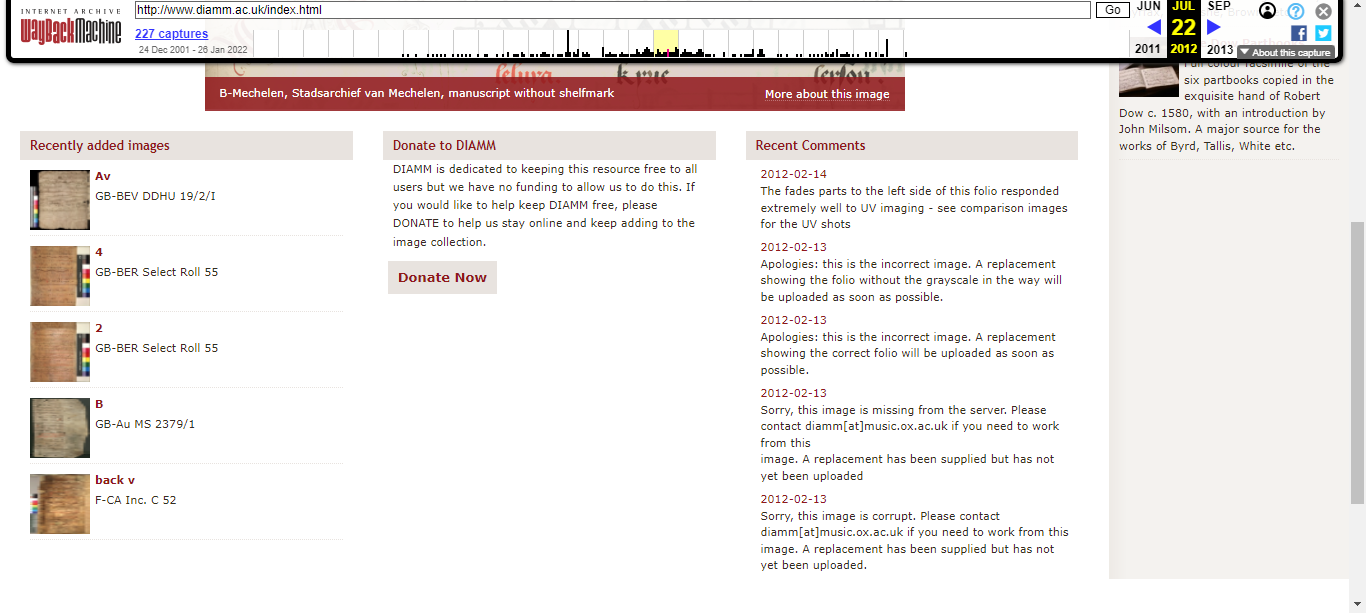 INTERNET ARCHIVE
WayBackMachine
http://www.diamm.ac.uk/index.html
Go
227 captures
24 Dec 2001 - 26 Jan 2022
JUN JUL SEP
22
2011 2012 2013
About this capture
B-Mechelen, Stadsarchief van Mechelen, manuscript without shelfmark
More about this image
Recently added images
Av
GB-BEV DDHU 19/2/I
4
GB-BER Select Roll 55
2
GB-BER Select Roll 55
B
GB-Au MS 2379/1
back v
F-CA Inc. C 52
Donate to DIAMM
DIAMM is dedicated to keeping this resource free to all
users but we have no funding to allow us to do this. If
you would like to help keep DIAMM free, please
DONATE to help us stay online and keep adding to the
image collection.
Donate Now
Recent Comments
2012-02-14
The fades parts to the left side of this folio responded
extremely well to UV imaging - see comparison images
for the UV shots
2012-02-13
Apologies: this is the incorrect image. A replacement
showing the folio without the grayscale in the way will
be uploaded as soon as possible.
2012-02-13
Apologies: this is the incorrect image. A replacement
showing the correct folio will be uploaded as soon as
possible.
2012-02-13
Sorry, this image is missing from the server. Please
contact diamm[at]music.ox.ac.uk if you need to work
from this
image. A replacement has been supplied but has not
yet been uploaded
2012-02-13
Sorry, this image is corrupt. Please contact
diamm[at]music.ox.ac.uk if you need to work from this
image. A replacement has been supplied but has not
yet been uploaded.
Full colour facsimile of the
six partbooks copied in the
exquisite hand of Robert
Dow c. 1580, with an introduction by
John Milsom. A major source for the
works of Byrd, Tallis, White etc.